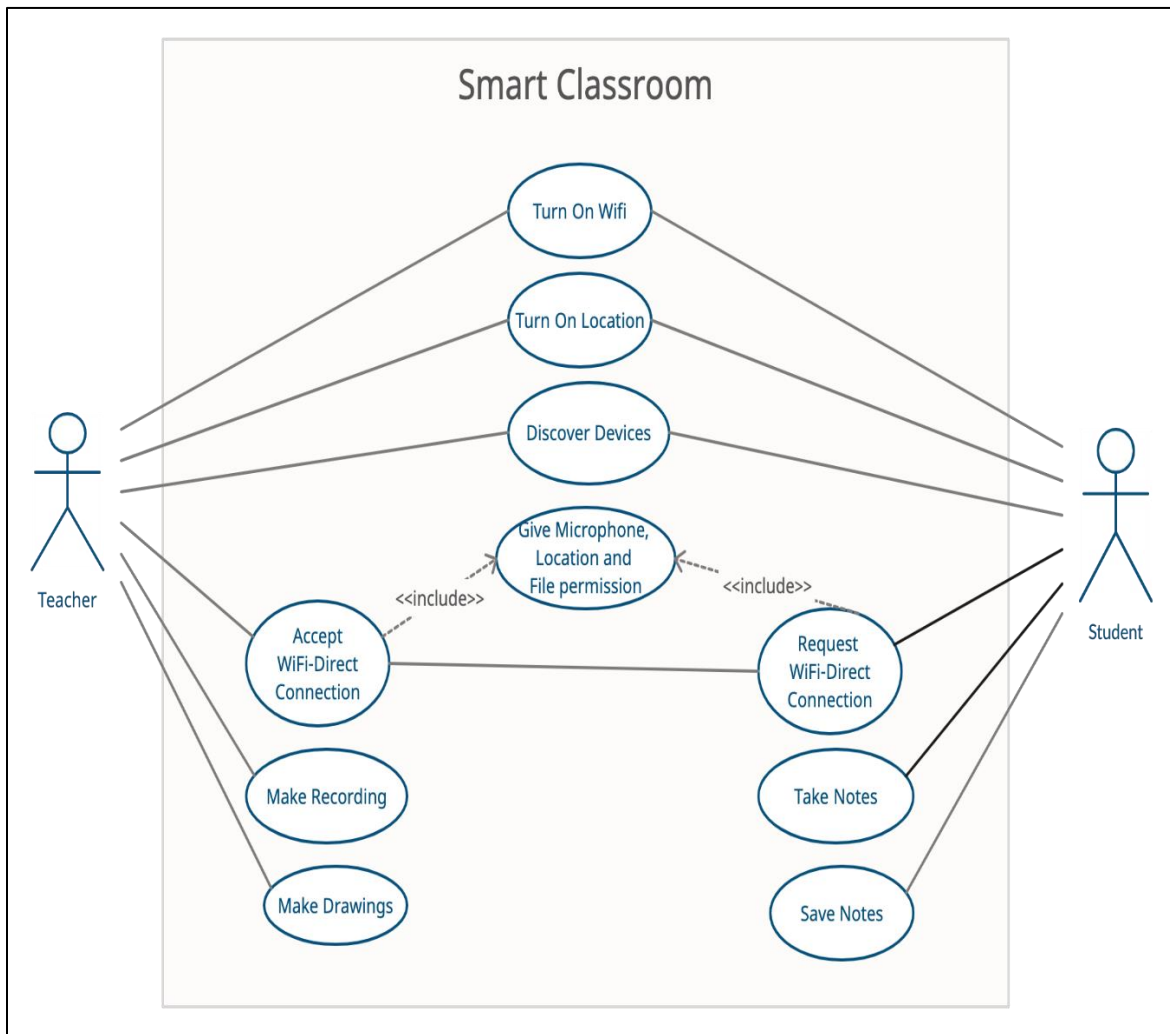 Smart Classroom
Turn On Wifi
Turn On Location
Discover Devices
Give Microphone,
Location and
File permission
<<include>>
<<include>>
Teacher
Student
Accept
WiFi-Direct
Connection
Request
WiFi-Direct
Connection
Make Recording
Take Notes
Make Drawings
Save Notes